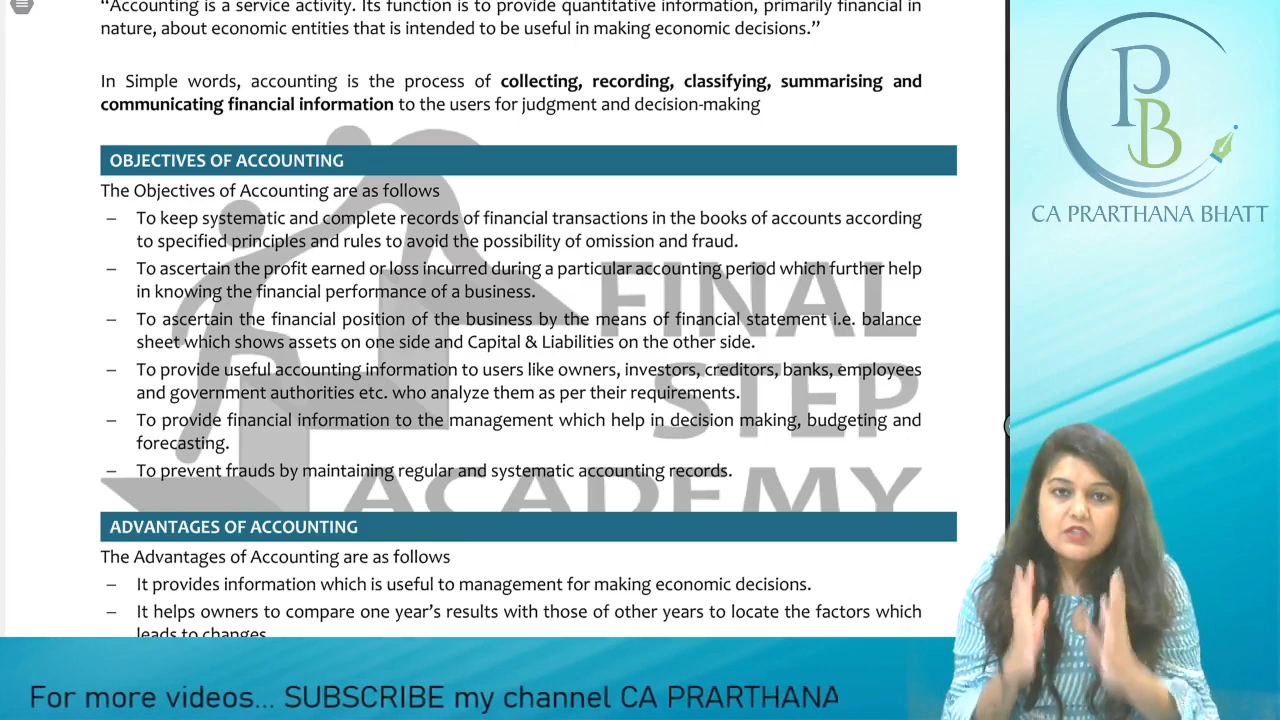 “Accounting is a service activity. Its function is to provide quantitative information, primarily financial in
nature, about economic entities that is intended to be useful in making economic decisions.”
In Simple words, accounting is the process of collecting, recording, classifying, summarising and
communicating financial information to the users for judgment and decision-making
OBJECTIVES OF ACCOUNTING
The Objectives of Accounting are as follows
– To keep systematic and complete records of financial transactions in the books of accounts according
to specified principles and rules to avoid the possibility of omission and fraud.
– To ascertain the profit earned or loss incurred during a particular accounting period which further help
in knowing the financial performance of a business.
– To ascertain the financial position of the business by the means of financial statement i.e. balance
sheet which shows assets on one side and Capital & Liabilities on the other side.
– To provide useful accounting information to users like owners, investors, creditors, banks, employees
and government authorities etc. who analyze them as per their requirements.
– To provide financial information to the management which help in decision making, budgeting and
forecasting.
– To prevent frauds by maintaining regular and systematic accounting records.
ADVANTAGES OF ACCOUNTING
The Advantages of Accounting are as follows
– It provides information which is useful to management for making economic decisions.
– It helps owners to compare one year’s results with those of other years to locate the factors which
leads to changes.
FINAL
STEP
ACADEMY
PB
CA PRARTHANA BHATT
For more videos... SUBSCRIBE my channel CA PRARTHANA